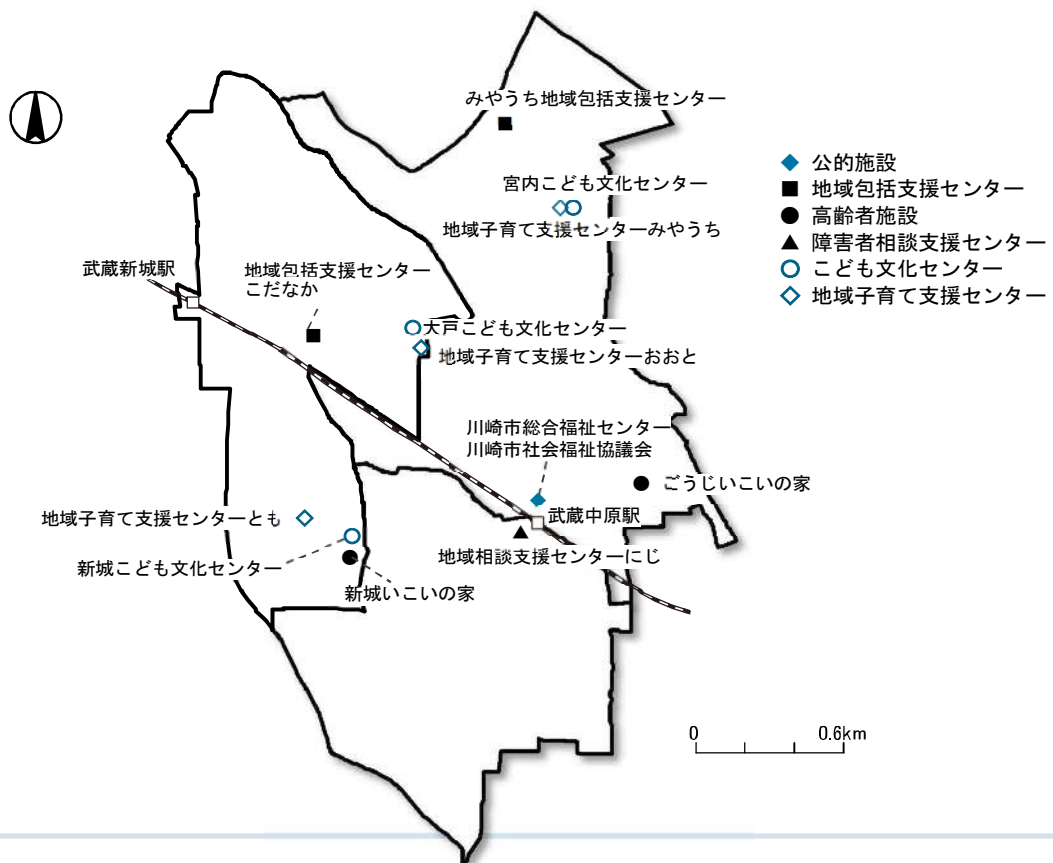 みやうち地域包括支援センター
宮内こども文化センター
地域子育て支援センターみやうち
武蔵新城駅
地域包括支援センター
こだなか
大戸こども文化センター
地域子育て支援センターおおと
川崎市総合福祉センター
川崎市社会福祉協議会
ごうじいこいの家
武蔵中原駅
地域相談支援センターにじ
地域子育て支援センターとも
新城こども文化センター
新城いこいの家
公的施設
地域包括支援センター
高齢者施設
障害者相談支援センター
こども文化センター
地域子育て支援センター
0 0.6km